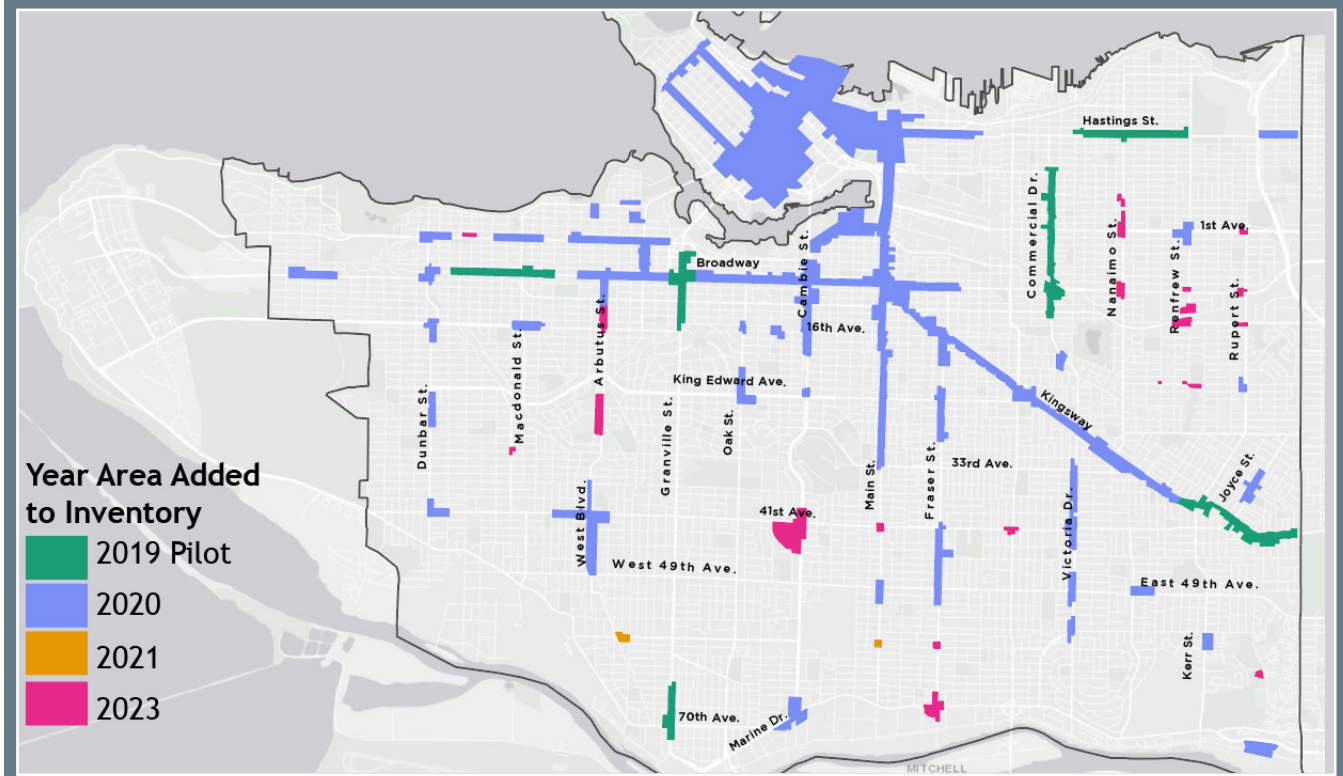 Hastings St.
Commercial Dr.
Nanaimo St.
1st Ave.
Renfrew St.
Rupert St.
Broadway
Cambie St.
16th Ave.
Arbutus St.
Macdonald St.
King Edward Ave.
Dunbar St.
Granville St.
Oak St.
Kingsway
Main St.
Fraser St.
33rd Ave.
Joyce St.
Victoria Dr.
41st Ave.
West Blvd.
West 49th Ave.
East 49th Ave.
Kerr St.
70th Ave.
Marine Dr.
MITCHELL
Year Area Added
to Inventory
2019 Pilot
2020
2021
2023